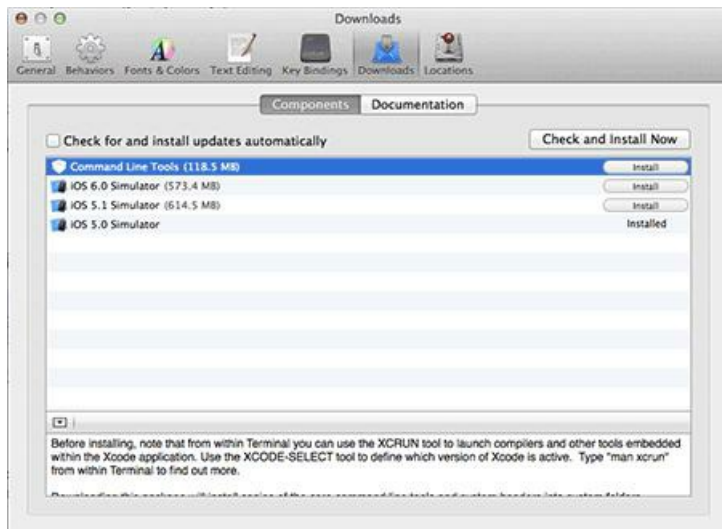 Downloads
General Behaviors Fonts & Colors Text Editing Key Bindings Downloads Locations
Components Documentation
Check for and install updates automatically Check and Install Now
Command Line Tools (118.5 MB) Install
iOS 6.0 Simulator (573.4 MB) Install
iOS 5.1 Simulator (614.5 MB) Install
iOS 5.0 Simulator Installed
Before installing, note that from within Terminal you can use the XCRUN tool to launch compilers and other tools embedded
within the Xcode application. Use the XCODE-SELECT tool to define which version of Xcode is active. Type "man xcrun"
from within Terminal to find out more.